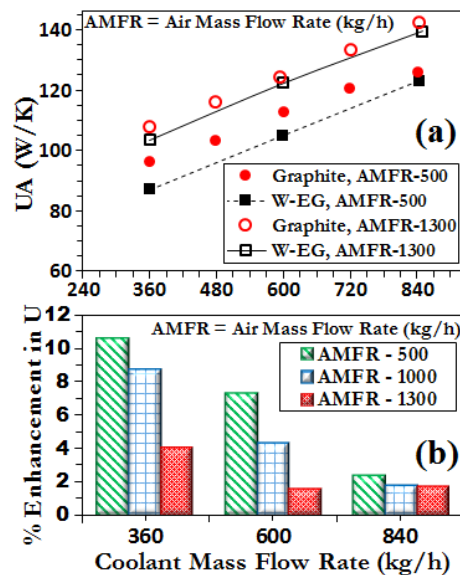 AMFR = Air Mass Flow Rate (kg/h)
140
120
100
80
60
UA (W/K)
(a)
Graphite, AMFR-500
W-EG, AMFR-500
Graphite, AMFR-1300
W-EG, AMFR-1300
240 360 480 600 720 840
12
10
8
6
4
2
0
% Enhancement in U
AMFR = Air Mass Flow Rate (kg/h)
AMFR - 500
AMFR - 1000
AMFR - 1300
(b)
360 600 840
Coolant Mass Flow Rate (kg/h)